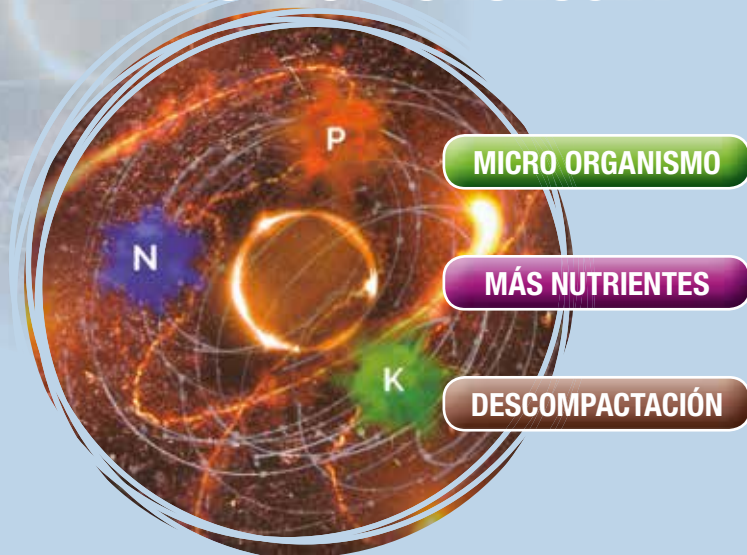 P
MICRO ORGANISMO
N
MÁS NUTRIENTES
K
DESCOMPACTACIÓN